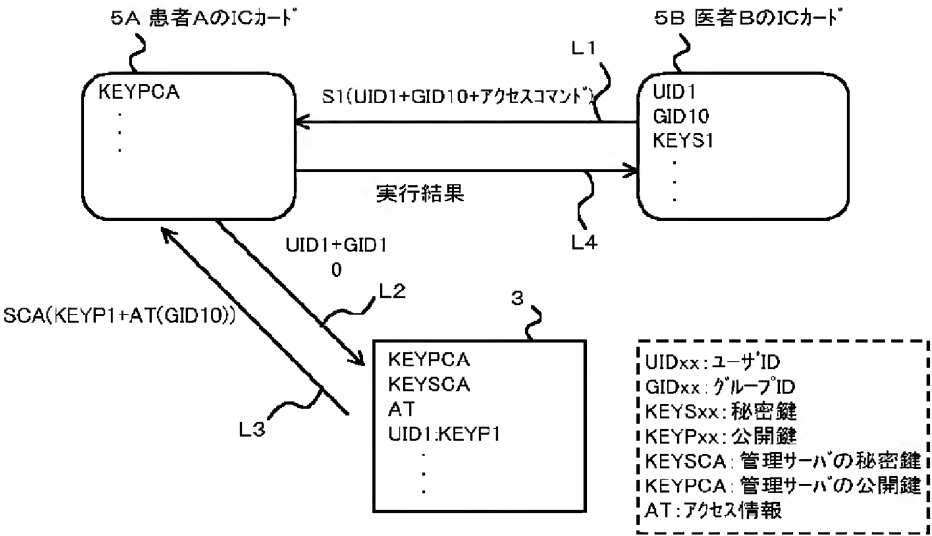 5A 患者AのICカード
5B 医者BのICカード
L1
KEYPCA
S1(UID1+GID10+アクセスコマンド)
UID1
GID10
KEYS1
実行結果
L4
UID1+GID1
0
L2
3
SCA(KEYP1+AT(GID10))
L3
KEYPCA
KEYSCA
AT
UID1:KEYP1
UIDxx:ユーザID
GIDxx:グループID
KEYSxx:秘密鍵
KEYPxx:公開鍵
KEYSCA:管理サーバの秘密鍵
KEYPCA:管理サーバの公開鍵
AT:アクセス情報